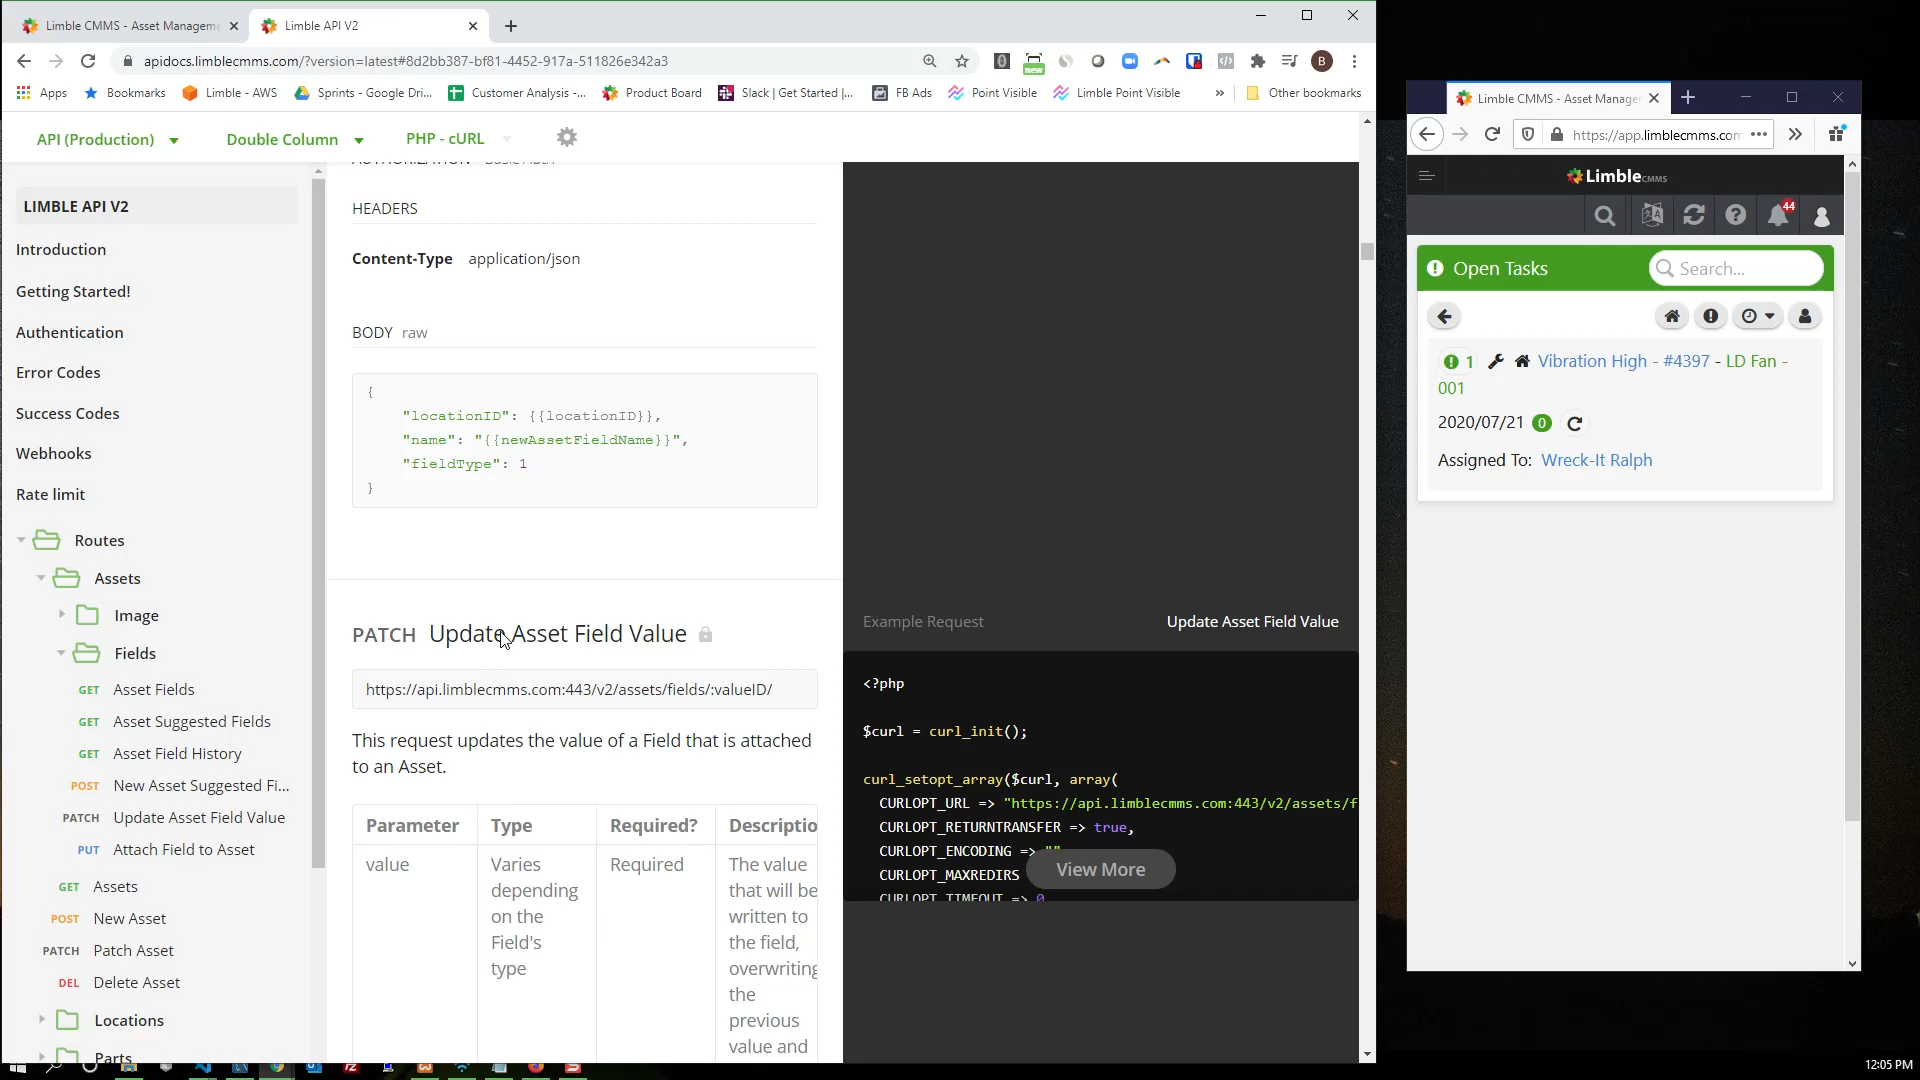 Limble CMMS - Asset Manageme
Limble API V2
apidocs.limblecmms.com/?version=latest#8d2bb387-bf81-4452-917a-511826e342a3
new
B
Apps
Bookmarks
Limble - AWS
Sprints - Google Dri...
Customer Analysis -...
Product Board
Slack | Get Started |...
FB Ads
Point Visible
Limble Point Visible
»
Other bookmarks
API (Production)
Double Column
PHP - cURL
LIMBLE API V2
Introduction
Getting Started!
Authentication
Error Codes
Success Codes
Webhooks
Rate limit
Routes
Assets
Image
Fields
GET Asset Fields
GET Asset Suggested Fields
GET Asset Field History
POST New Asset Suggested Fi...
PATCH Update Asset Field Value
PUT Attach Field to Asset
GET Assets
POST New Asset
PATCH Patch Asset
DEL Delete Asset
Locations
Parts
AUTHORIZATION Basic Auth
HEADERS
Content-Type application/json
BODY raw
{
"locationID": {{locationID}},
"name": "{{newAssetFieldName}}",
"fieldType": 1
}
PATCH Update Asset Field Value
https://api.limblecmms.com:443/v2/assets/fields/:valueID/
This request updates the value of a Field that is attached
to an Asset.
Parameter Type Required? Descriptio
value
Varies
depending
on the
Field's
type
Required
The value
that will be
written to
the field,
overwriting
the
previous
value and
Example Request
Update Asset Field Value
<?php
$curl = curl_init();
curl_setopt_array($curl, array(
CURLOPT_URL => "https://api.limblecmms.com:443/v2/assets/f
CURLOPT_RETURNTRANSFER => true,
CURLOPT_ENCODING => ""
CURLOPT_MAXREDIRS
CURLOPT_TIMEOUT => 0
View More
Limble CMMS - Asset Manager
https://app.limblecmms.com
LimbleCMMS
44
Open Tasks
Search...
1 Vibration High - #4397 - LD Fan -
001
2020/07/21 0
Assigned To: Wreck-It Ralph
12:05 PM